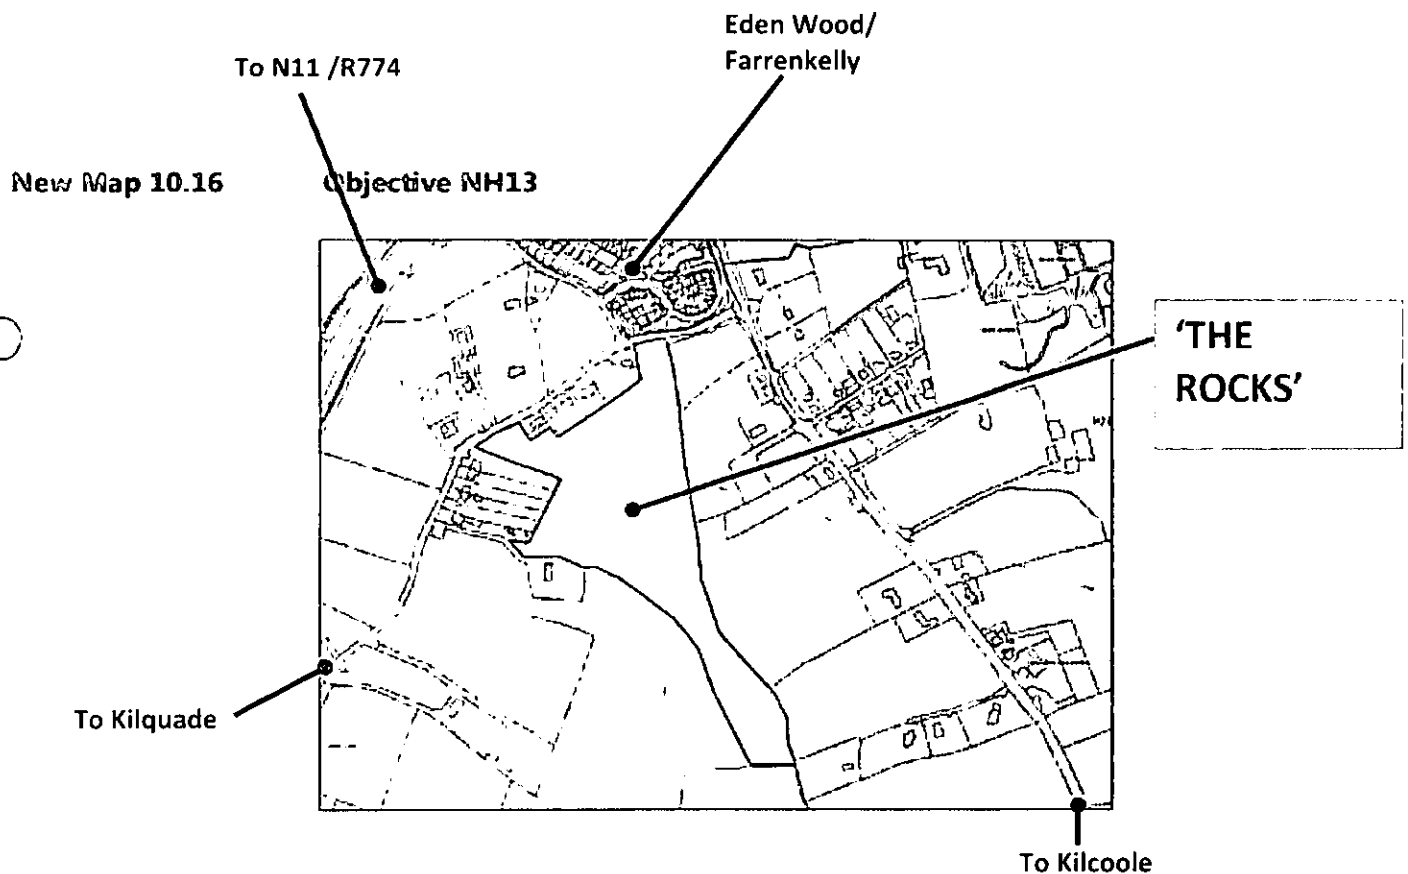 Eden Wood/
Farrenkelly
To N11 /R774
New Map 10.16 Objective NH13
‘THE
ROCKS’
To Kilquade
To Kilcoole